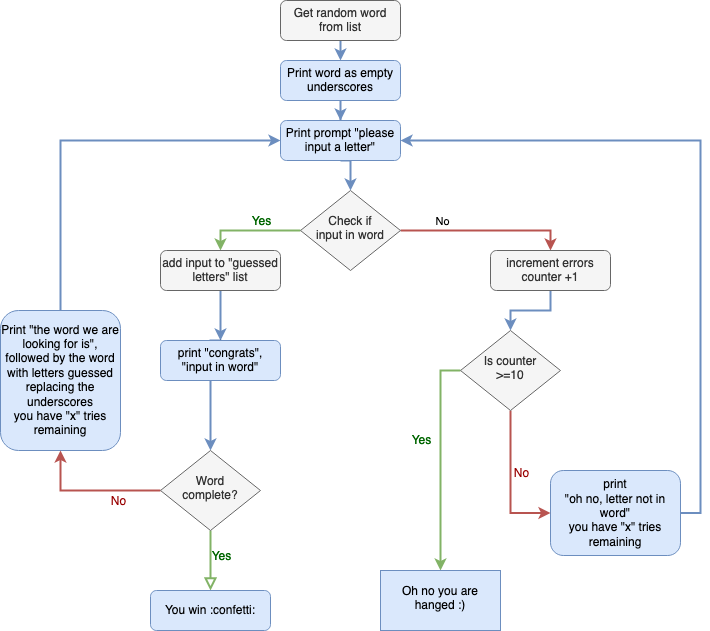 Get random word
from list
Print word as empty
underscores
Print prompt "please
input a letter"
Check if
input in word
Yes
No
add input to "guessed
letters" list
increment errors
counter +1
Print "the word we are
looking for is",
followed by the word
with letters guessed
replacing the
underscores
you have "x" tries
remaining
print "congrats",
"input in word"
Is counter
>=10
Yes
No
Word
complete?
No
Yes
print
"oh no, letter not in
word"
you have "x" tries
remaining
You win :confetti:
Oh no you are
hanged :)